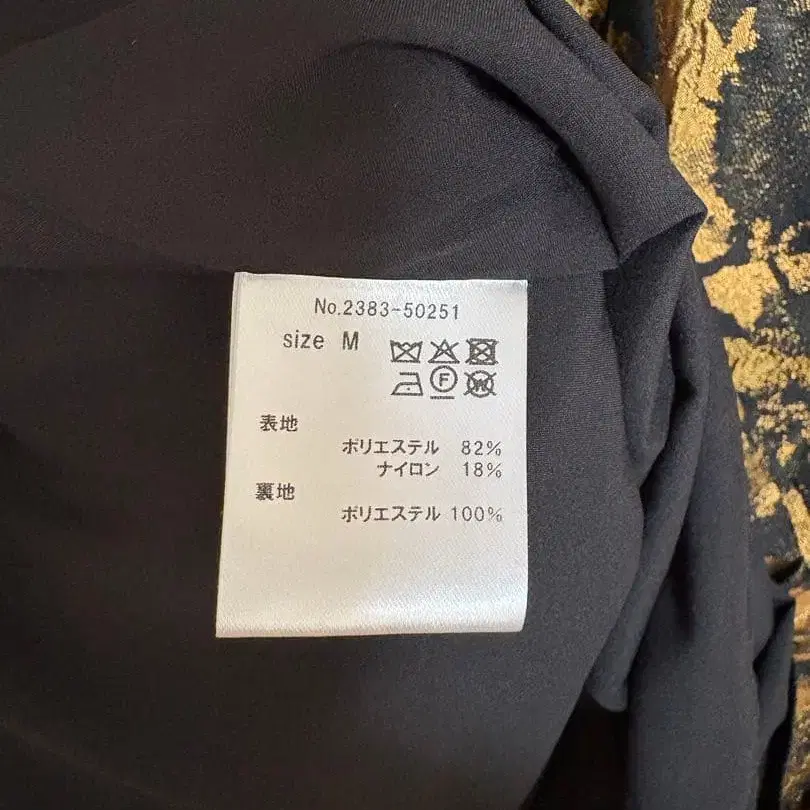 No.2383-50251
size M
F W
表地
ポリエステル 82%
ナイロン 18%
裏地
ポリエステル 100%